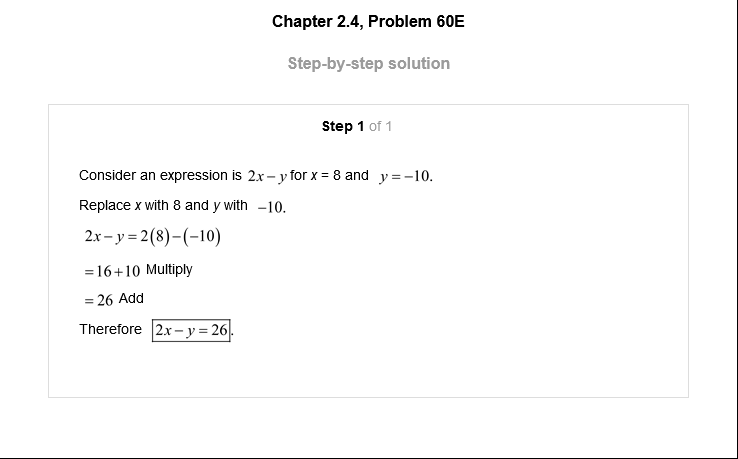 Chapter 2.4, Problem 60E
Step-by-step solution
Step 1 of 1
Consider an expression is 2x − y for x = 8 and y = −10.
Replace x with 8 and y with −10.
2x − y = 2(8) − (−10)
= 16 + 10 Multiply
= 26 Add
Therefore 2x − y = 26.